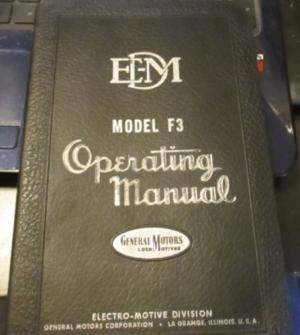 EMD
MODEL F3
Operating
Manual
GENERAL MOTORS
LOCOMOTIVES
ELECTRO-MOTIVE DIVISION
GENERAL MOTORS CORPORATION • LA GRANGE, ILLINOIS, U. S. A.